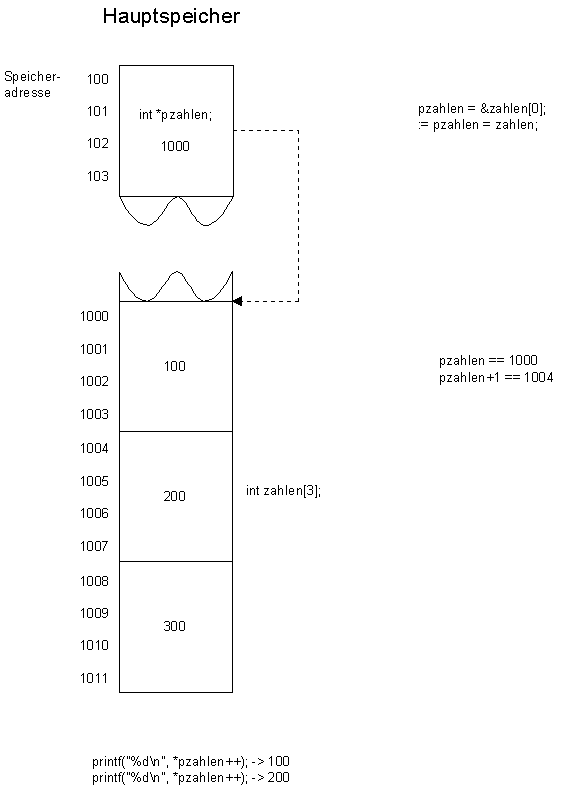 Hauptspeicher
Speicher-
adresse
100
101
102
103
int *pzahlen;
1000
pzahlen = &zahlen[0];
:= pzahlen = zahlen;
1000
1001
1002
1003
100
pzahlen == 1000
pzahlen+1 == 1004
1004
1005
1006
1007
200
int zahlen[3];
1008
1009
1010
1011
300
printf("%d\n", *pzahlen++); -> 100
printf("%d\n", *pzahlen++); -> 200